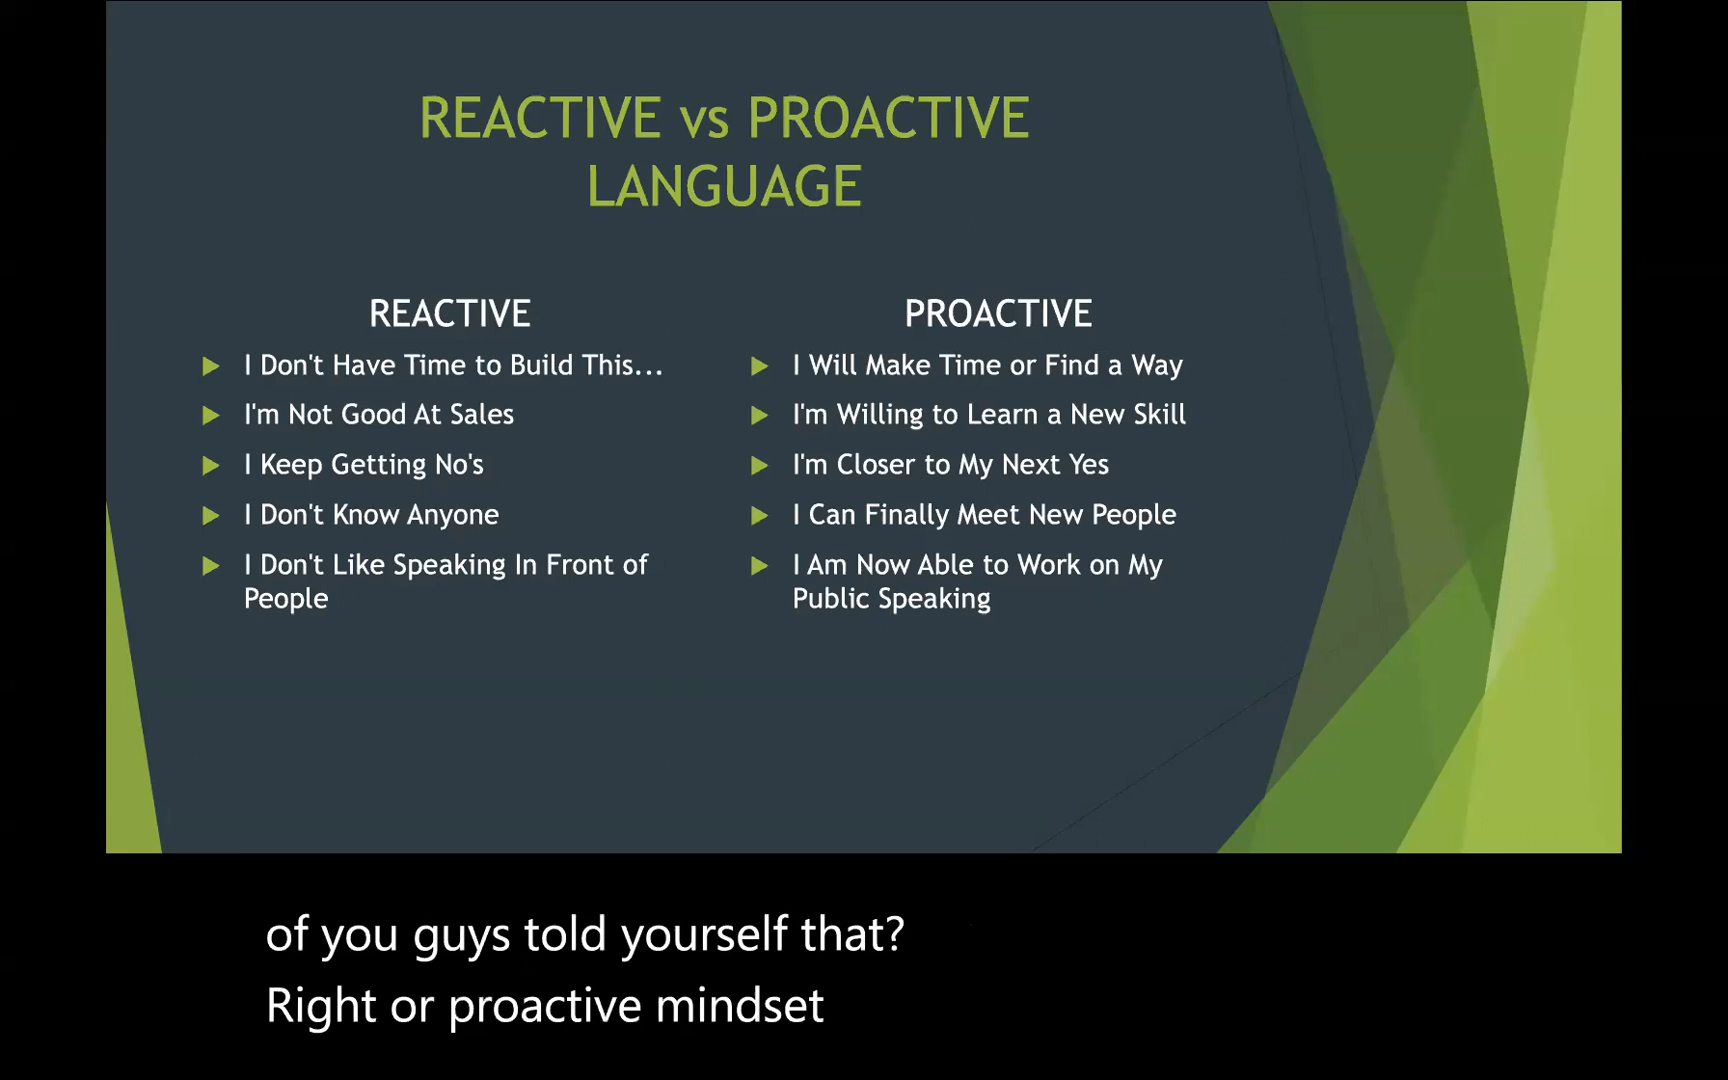 REACTIVE vs PROACTIVE
LANGUAGE
REACTIVE
I Don't Have Time to Build This...
I'm Not Good At Sales
I Keep Getting No's
I Don't Know Anyone
I Don't Like Speaking In Front of
People
PROACTIVE
I Will Make Time or Find a Way
I'm Willing to Learn a New Skill
I'm Closer to My Next Yes
I Can Finally Meet New People
I Am Now Able to Work on My
Public Speaking
of you guys told yourself that?
Right or proactive mindset